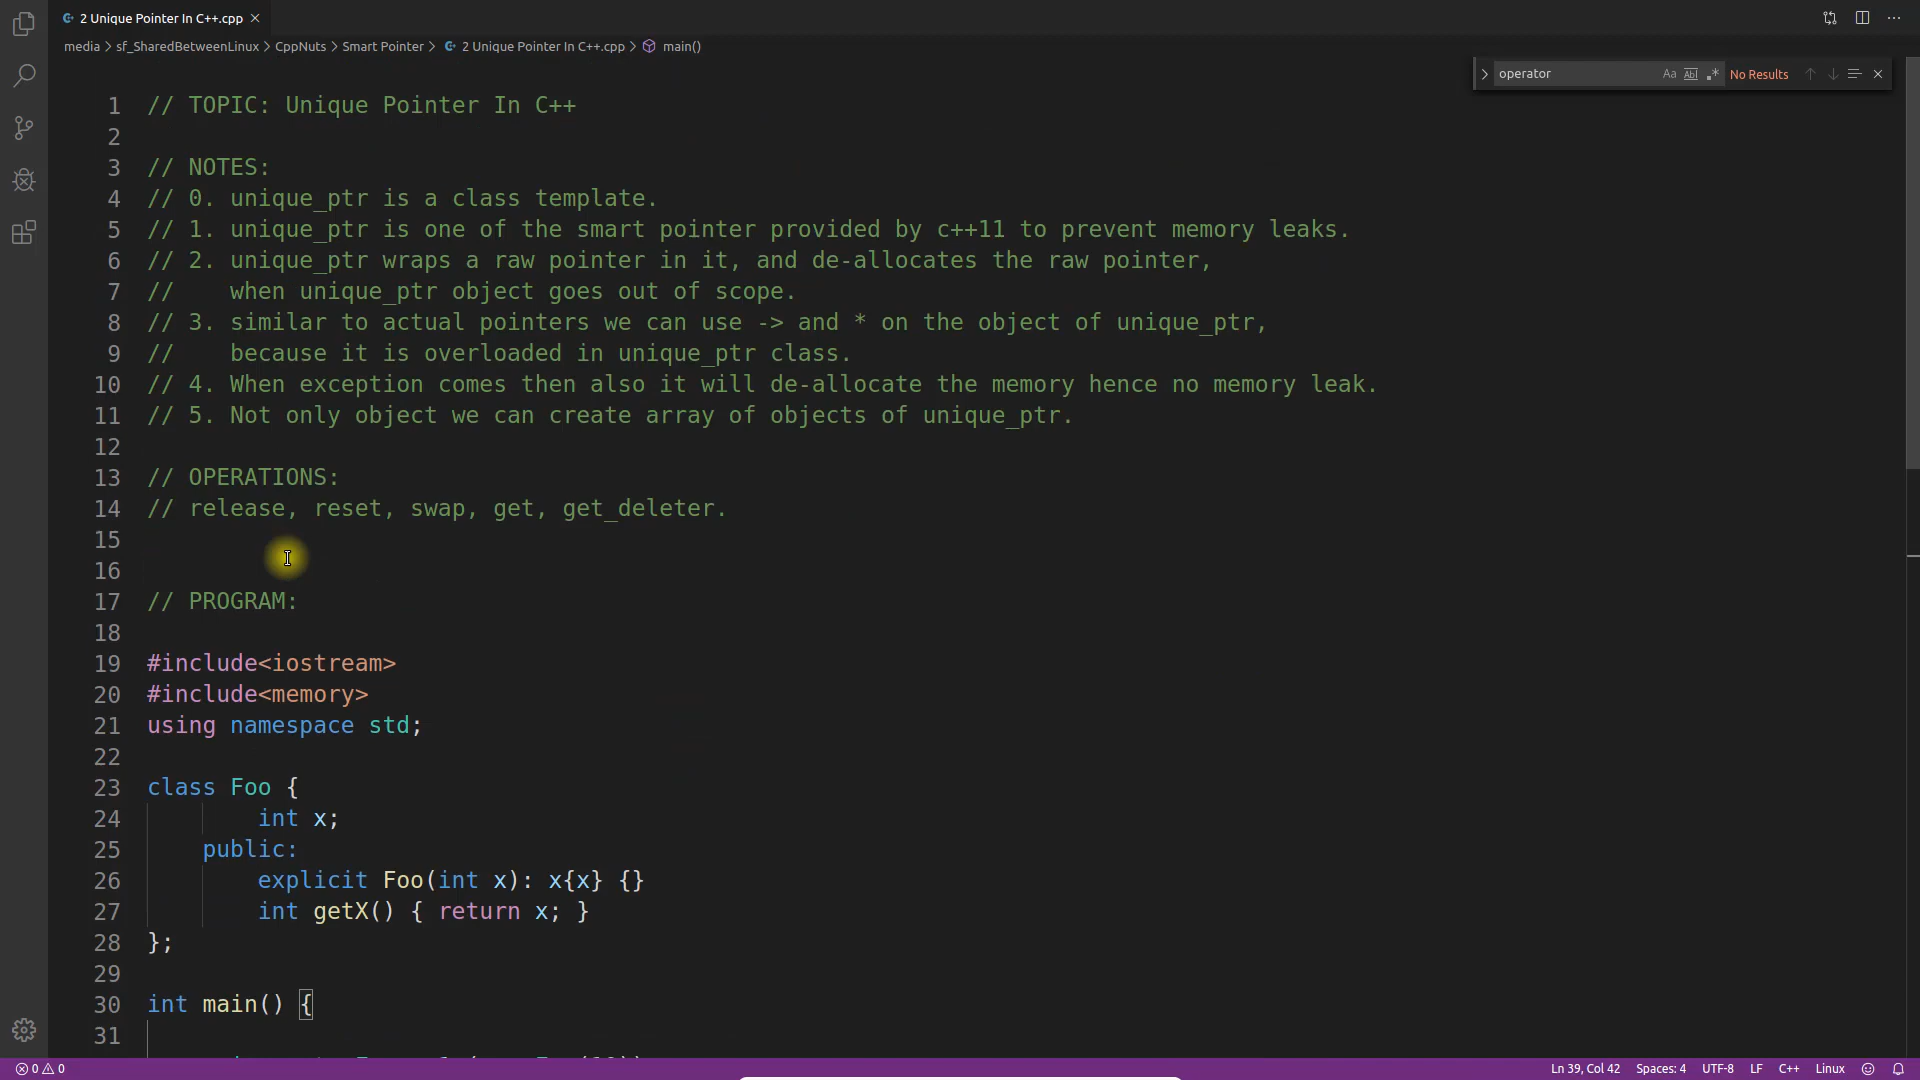 2 Unique Pointer In C++.cpp
media > sf_SharedBetweenLinux > CppNuts > Smart Pointer > 2 Unique Pointer In C++.cpp > main()
operator Aa Abl .* No Results
1 // TOPIC: Unique Pointer In C++
2
3 // NOTES:
4 // 0. unique_ptr is a class template.
5 // 1. unique_ptr is one of the smart pointer provided by c++11 to prevent memory leaks.
6 // 2. unique_ptr wraps a raw pointer in it, and de-allocates the raw pointer,
7 //    when unique_ptr object goes out of scope.
8 // 3. similar to actual pointers we can use -> and * on the object of unique_ptr,
9 //    because it is overloaded in unique_ptr class.
10 // 4. When exception comes then also it will de-allocate the memory hence no memory leak.
11 // 5. Not only object we can create array of objects of unique_ptr.
12
13 // OPERATIONS:
14 // release, reset, swap, get, get_deleter.
15
16
17 // PROGRAM:
18
19 #include<iostream>
20 #include<memory>
21 using namespace std;
22
23 class Foo {
24         int x;
25     public:
26         explicit Foo(int x): x{x} {}
27         int getX() { return x; }
28 };
29
30 int main() {
31
0 0 Ln 39, Col 42 Spaces: 4 UTF-8 LF C++ Linux